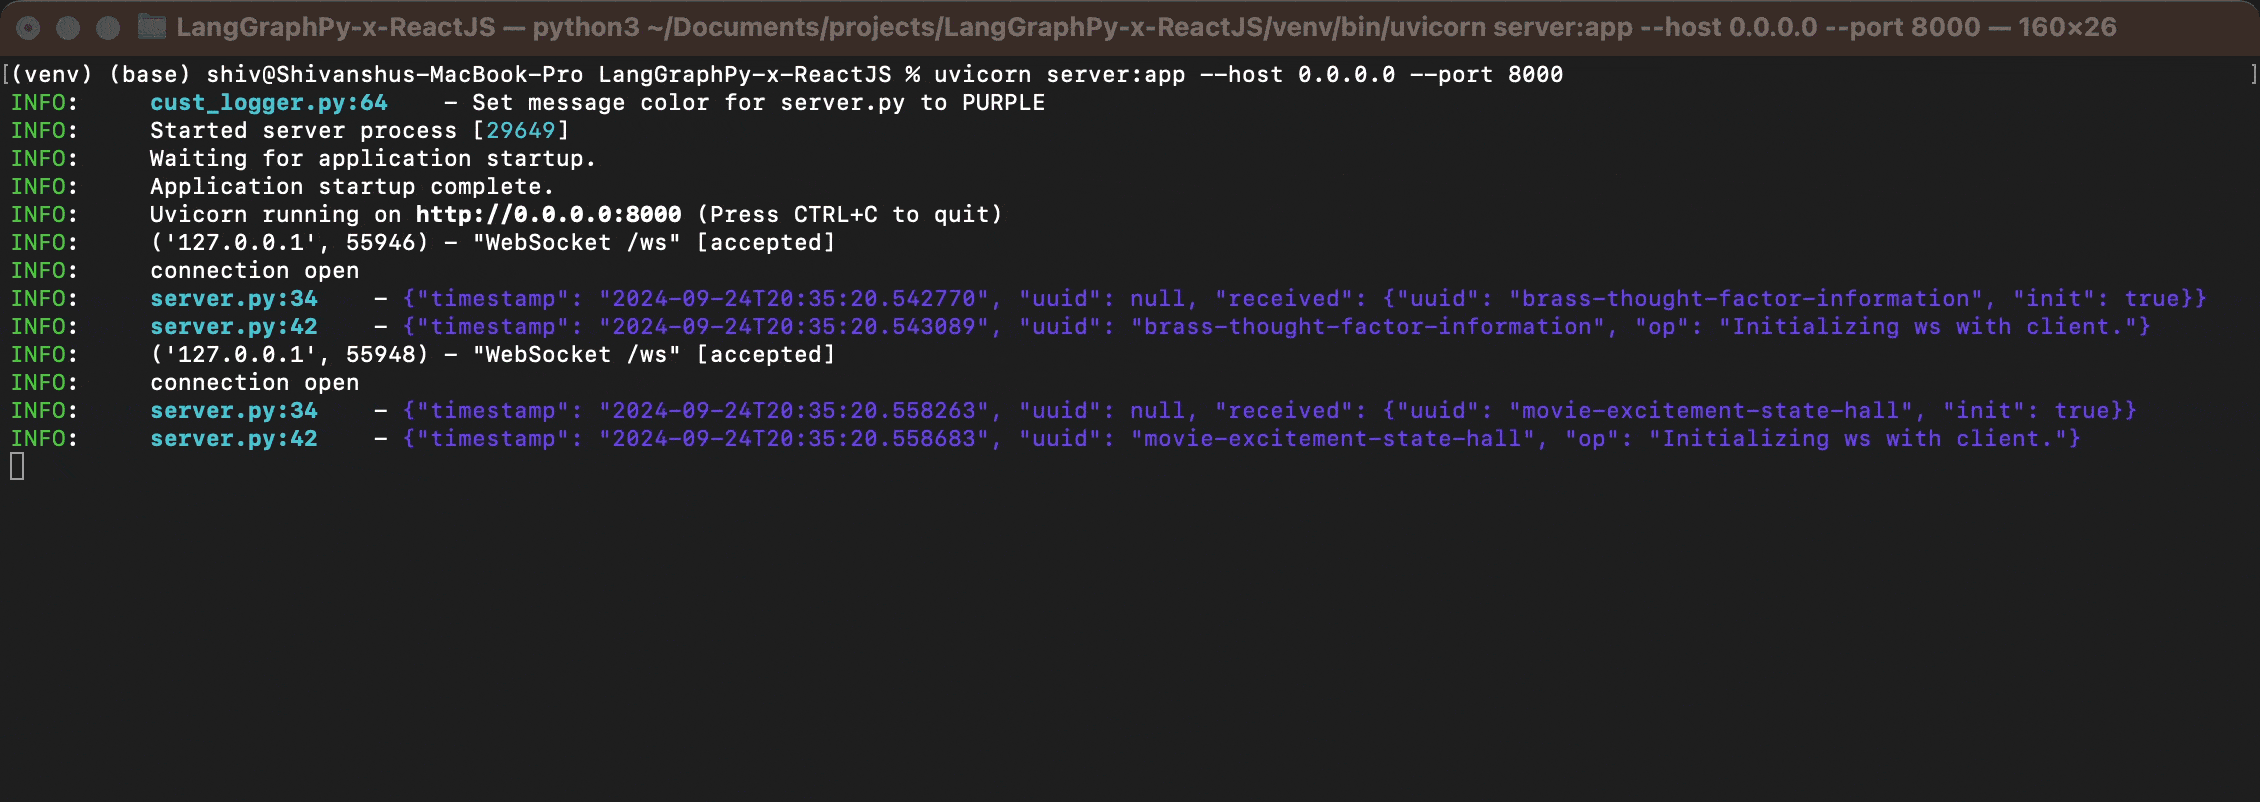 LangGraphPy-x-ReactJS — python3 ~/Documents/projects/LangGraphPy-x-ReactJS/venv/bin/uvicorn server:app --host 0.0.0.0 --port 8000 — 160×26
[(venv) (base) shiv@Shivanshus-MacBook-Pro LangGraphPy-x-ReactJS % uvicorn server:app --host 0.0.0.0 --port 8000 ]
INFO:     cust_logger.py:64    - Set message color for server.py to PURPLE
INFO:     Started server process [29649]
INFO:     Waiting for application startup.
INFO:     Application startup complete.
INFO:     Uvicorn running on http://0.0.0.0:8000 (Press CTRL+C to quit)
INFO:     ('127.0.0.1', 55946) - "WebSocket /ws" [accepted]
INFO:     connection open
INFO:     server.py:34    - {"timestamp": "2024-09-24T20:35:20.542770", "uuid": null, "received": {"uuid": "brass-thought-factor-information", "init": true}}
INFO:     server.py:42    - {"timestamp": "2024-09-24T20:35:20.543089", "uuid": "brass-thought-factor-information", "op": "Initializing ws with client."}
INFO:     ('127.0.0.1', 55948) - "WebSocket /ws" [accepted]
INFO:     connection open
INFO:     server.py:34    - {"timestamp": "2024-09-24T20:35:20.558263", "uuid": null, "received": {"uuid": "movie-excitement-state-hall", "init": true}}
INFO:     server.py:42    - {"timestamp": "2024-09-24T20:35:20.558683", "uuid": "movie-excitement-state-hall", "op": "Initializing ws with client."}